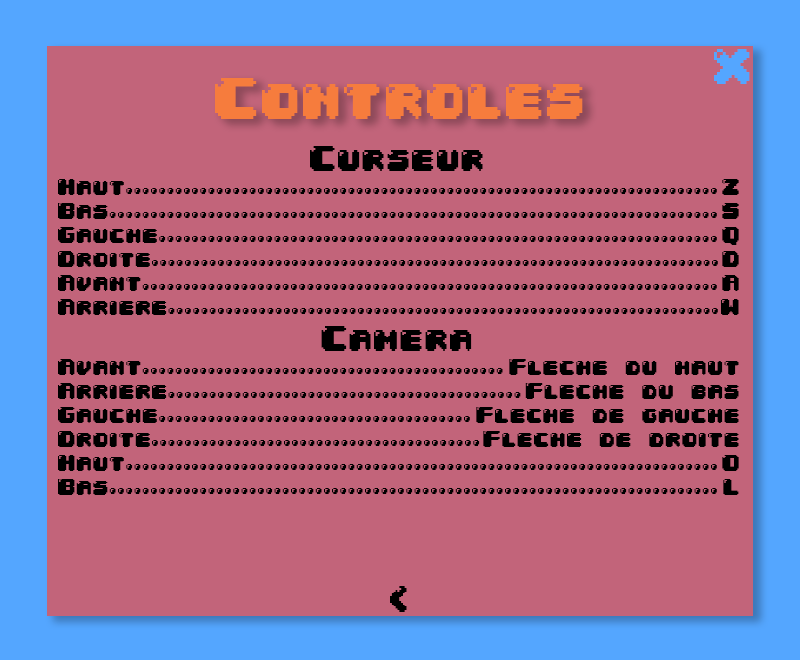 Controles
Curseur
Haut.......................................................................Z
Bas.........................................................................S
Gauche...................................................................Q
Droite....................................................................D
Avant.....................................................................A
Arriere..................................................................W
Camera
Avant...........................................Fleche du haut
Arriere..........................................Fleche du bas
Gauche.....................................Fleche de gauche
Droite.......................................Fleche de droite
Haut.......................................................................O
Bas.........................................................................L